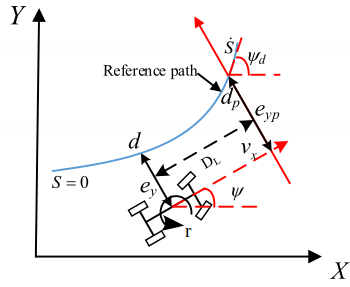 Y
Ṡ
ψd
Reference path
dp
eyp
d
DL
vx
S = 0
ey
ψ
r
X